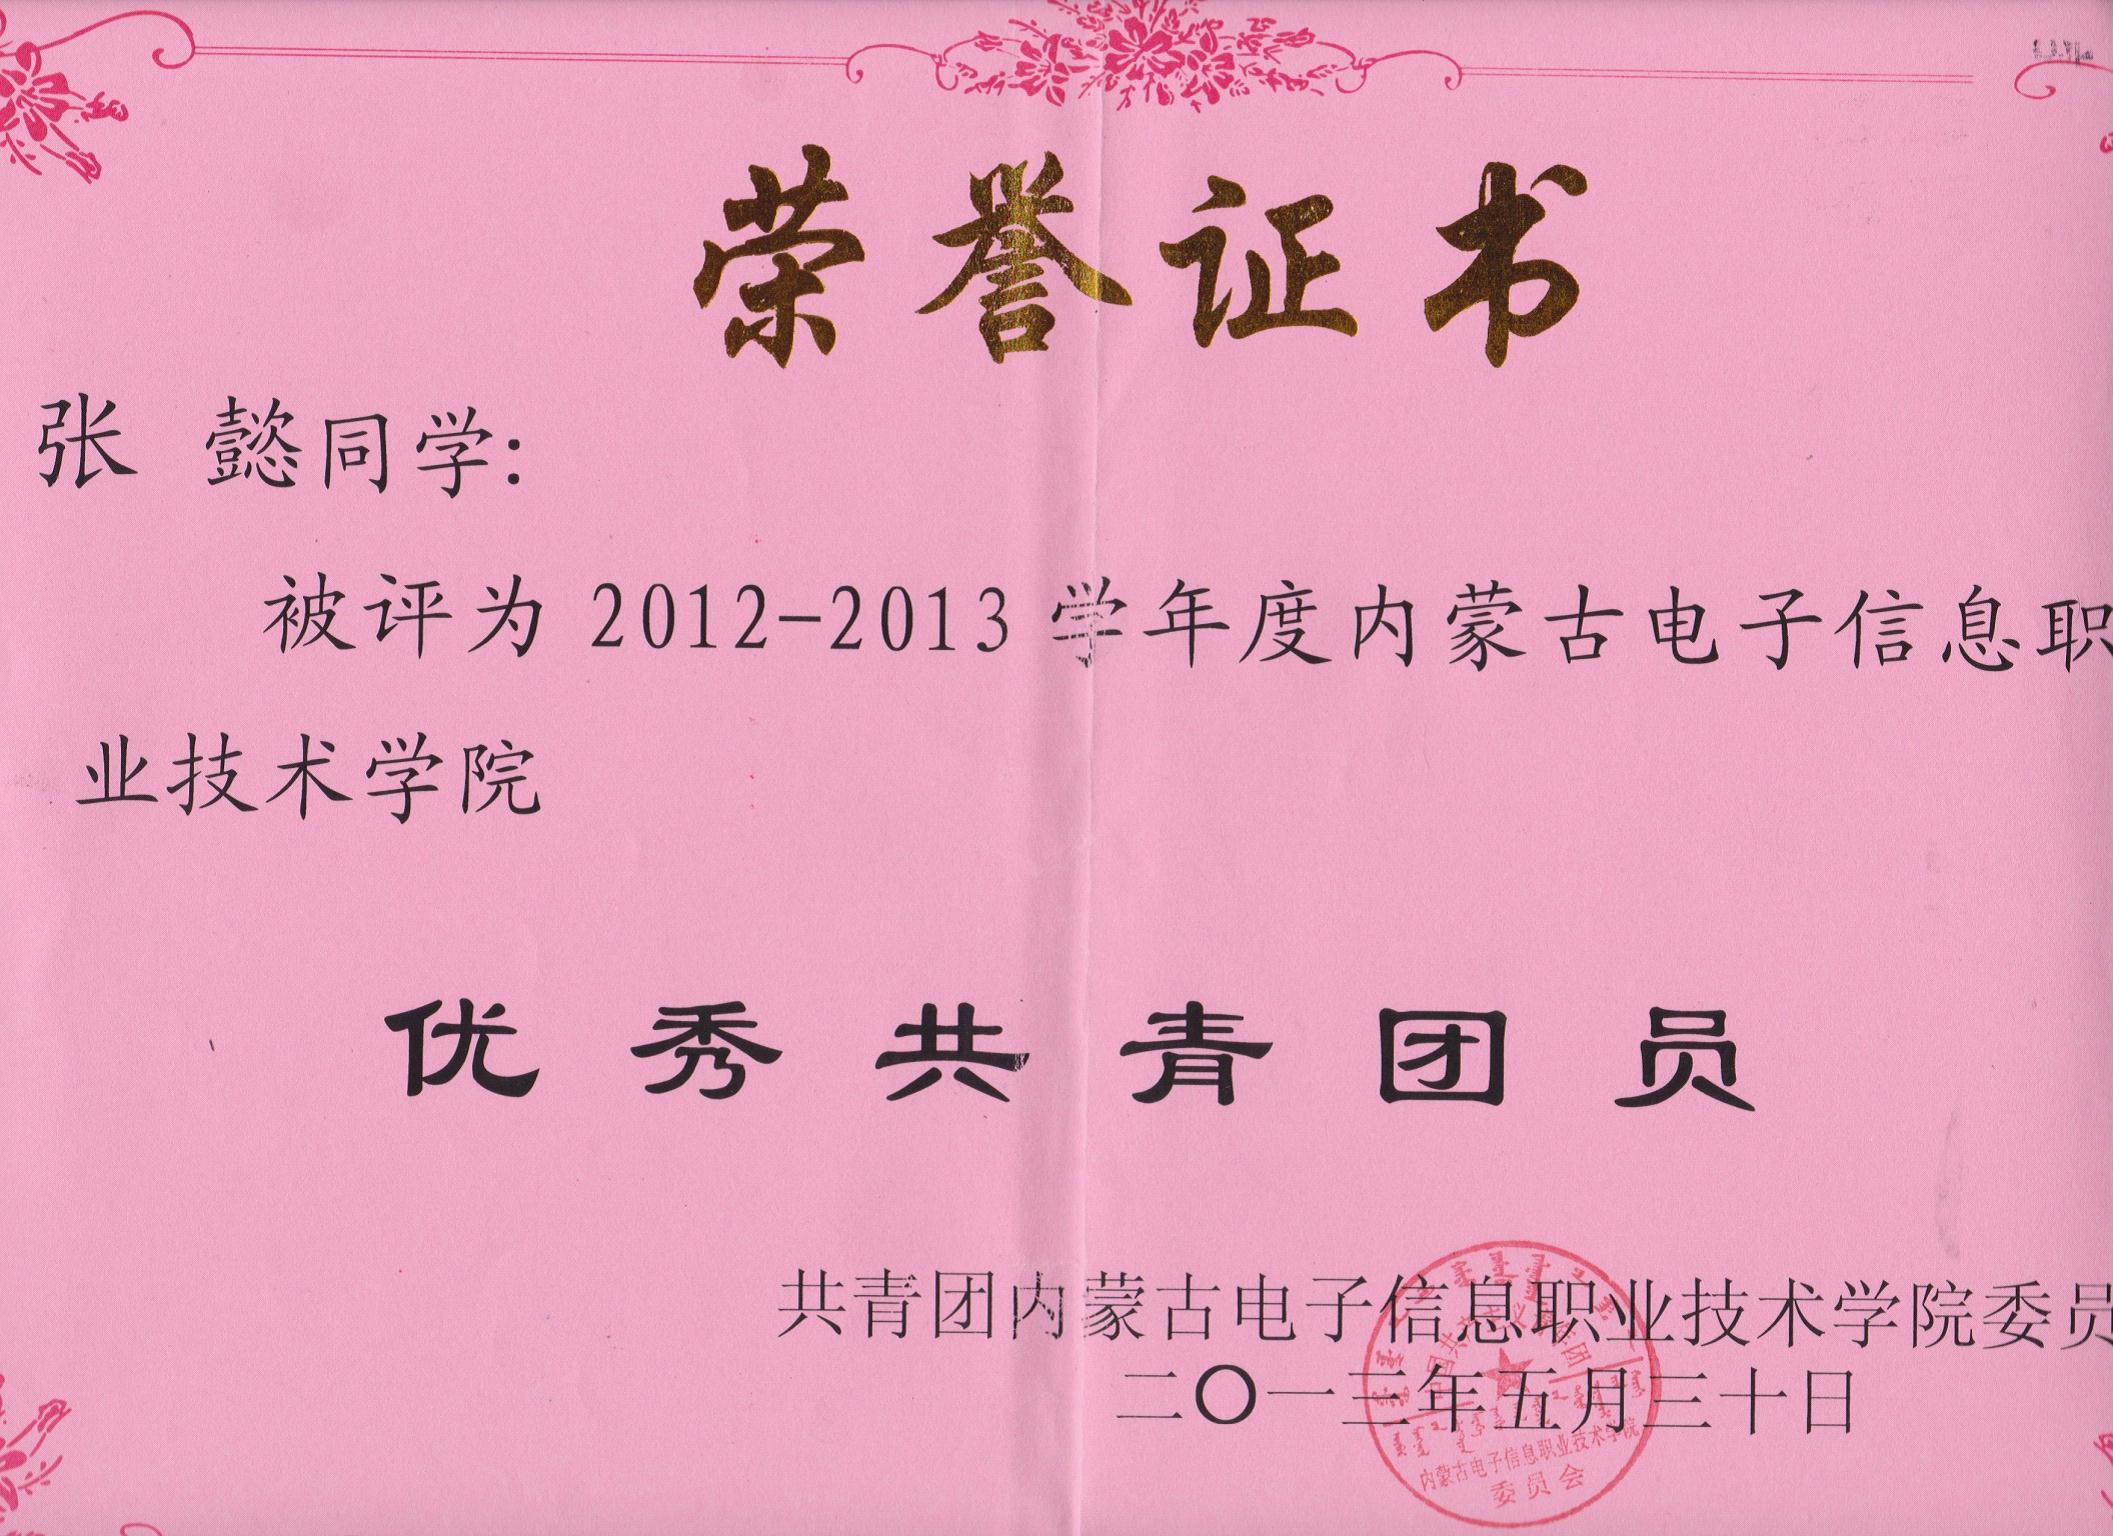 荣誉证书
张 懿同学:
被评为 2012-2013 学年度内蒙古电子信息职
业技术学院
优秀共青团员
共青团内蒙古电子信息职业技术学院委员
二〇一三年五月三十日
内蒙古电子信息职业技术学院
委员会